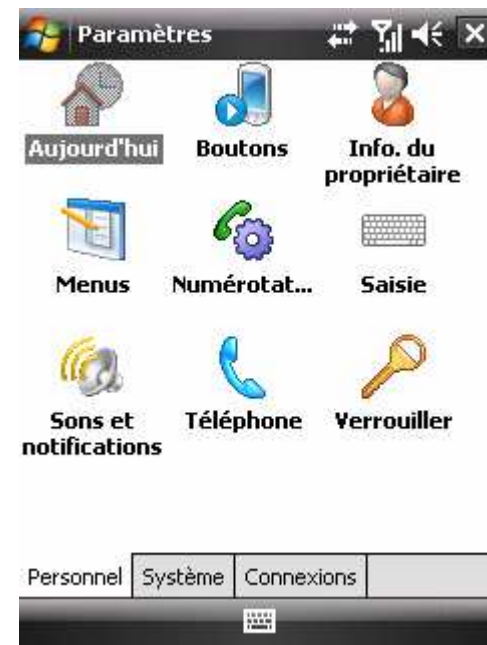 Paramètres
Aujourd'hui
Boutons
Info. du
propriétaire
Menus
Numérotat...
Saisie
Sons et
notifications
Téléphone
Verrouiller
Personnel
Système
Connexions